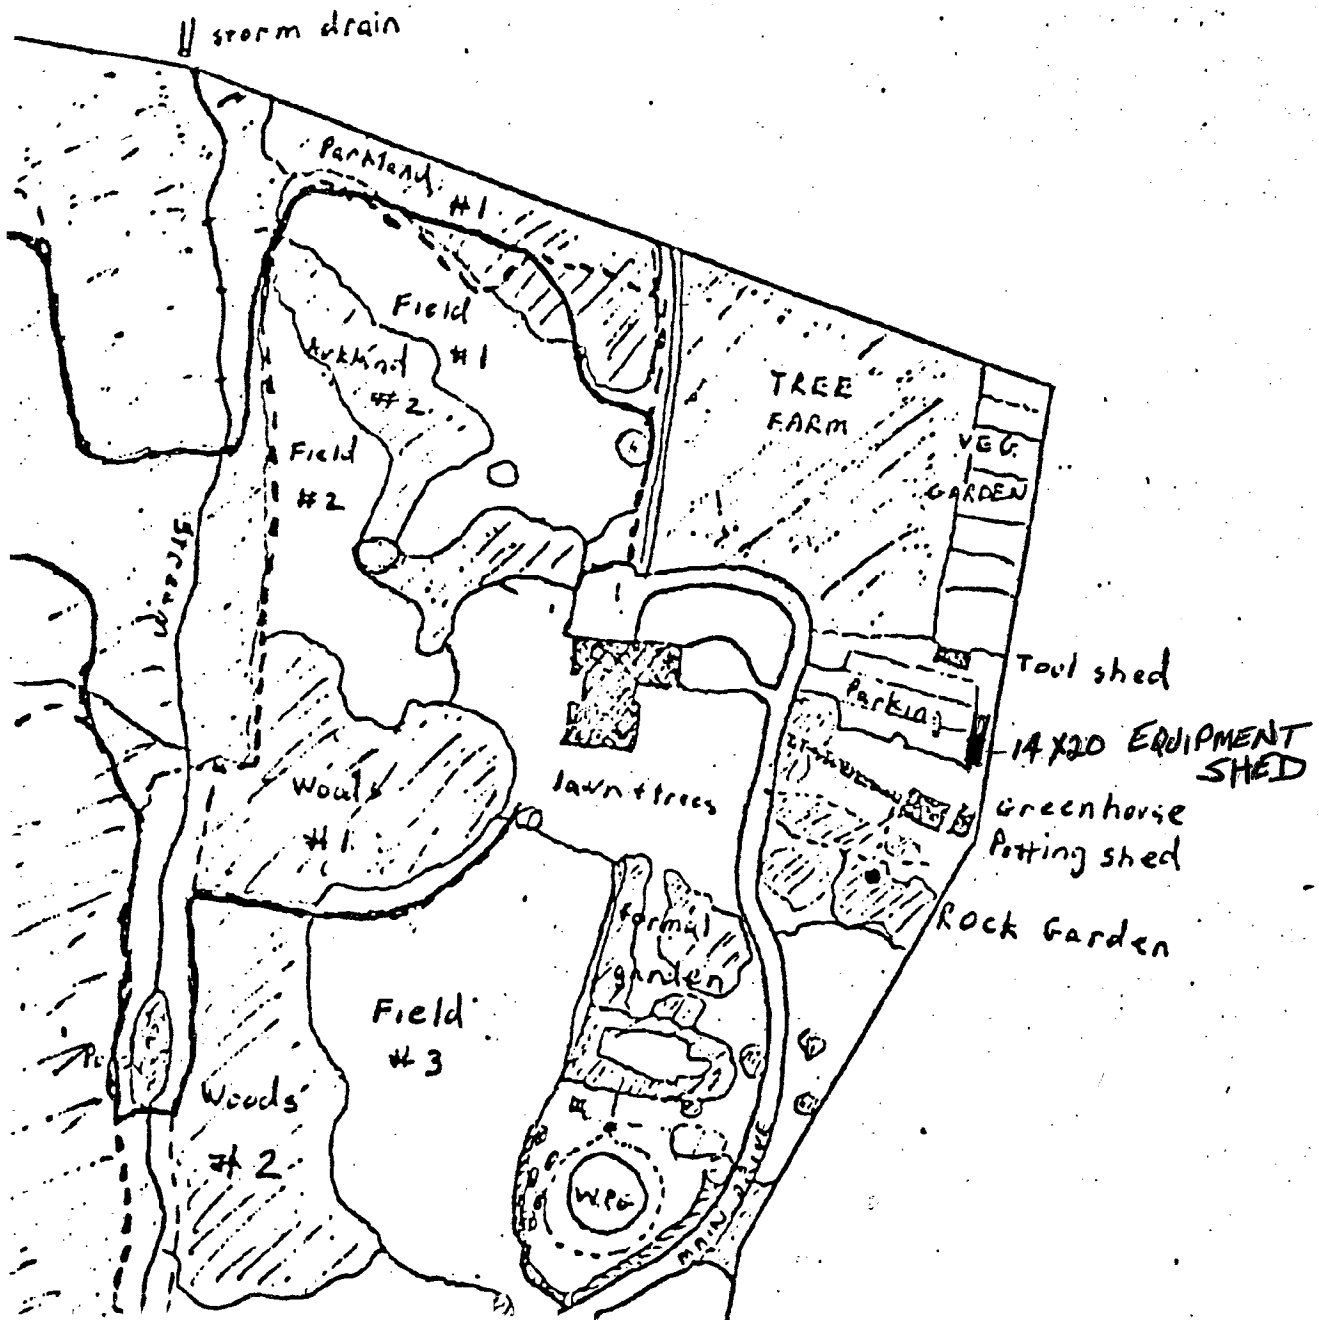 storm drain
Parkland
#1
Field
#1
Parkland
#2
TREE
FARM
VEG.
GARDEN
Field
#2
Stream
Tool shed
Parking
14 X 20 EQUIPMENT
SHED
Woods
#1
lawn + trees
Greenhouse
Potting shed
formal
garden
Rock Garden
Field
#3
Woods
#2
W.P.G.
MAIN DRIVE